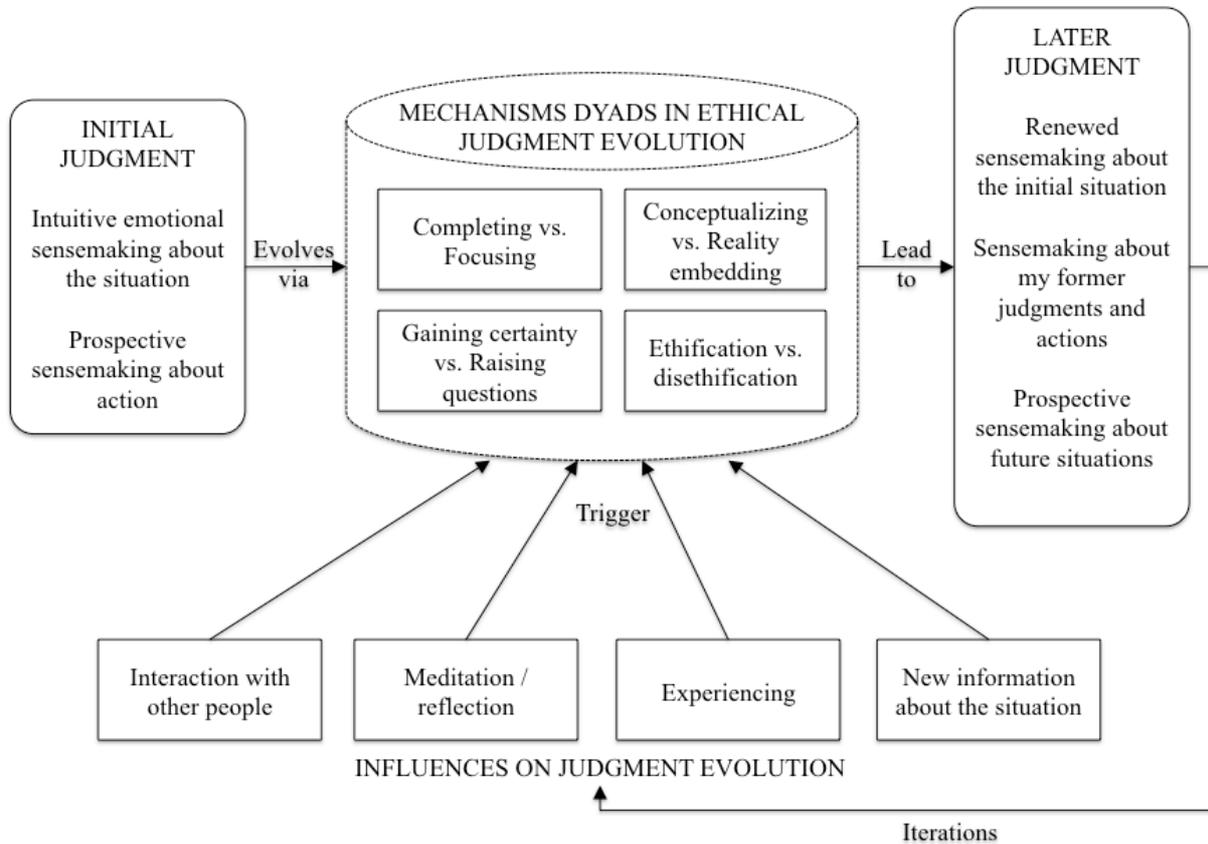 INITIAL
JUDGMENT
Intuitive emotional
sensemaking about
the situation
Prospective
sensemaking about
action
Evolves
via
MECHANISMS DYADS IN ETHICAL
JUDGMENT EVOLUTION
Completing vs.
Focusing
Conceptualizing
vs. Reality
embedding
Gaining certainty
vs. Raising
questions
Ethification vs.
disethification
Lead
to
LATER
JUDGMENT
Renewed
sensemaking about
the initial situation
Sensemaking about
my former
judgments and
actions
Prospective
sensemaking about
future situations
Trigger
Interaction with
other people
Meditation /
reflection
Experiencing
New information
about the situation
INFLUENCES ON JUDGMENT EVOLUTION
Iterations